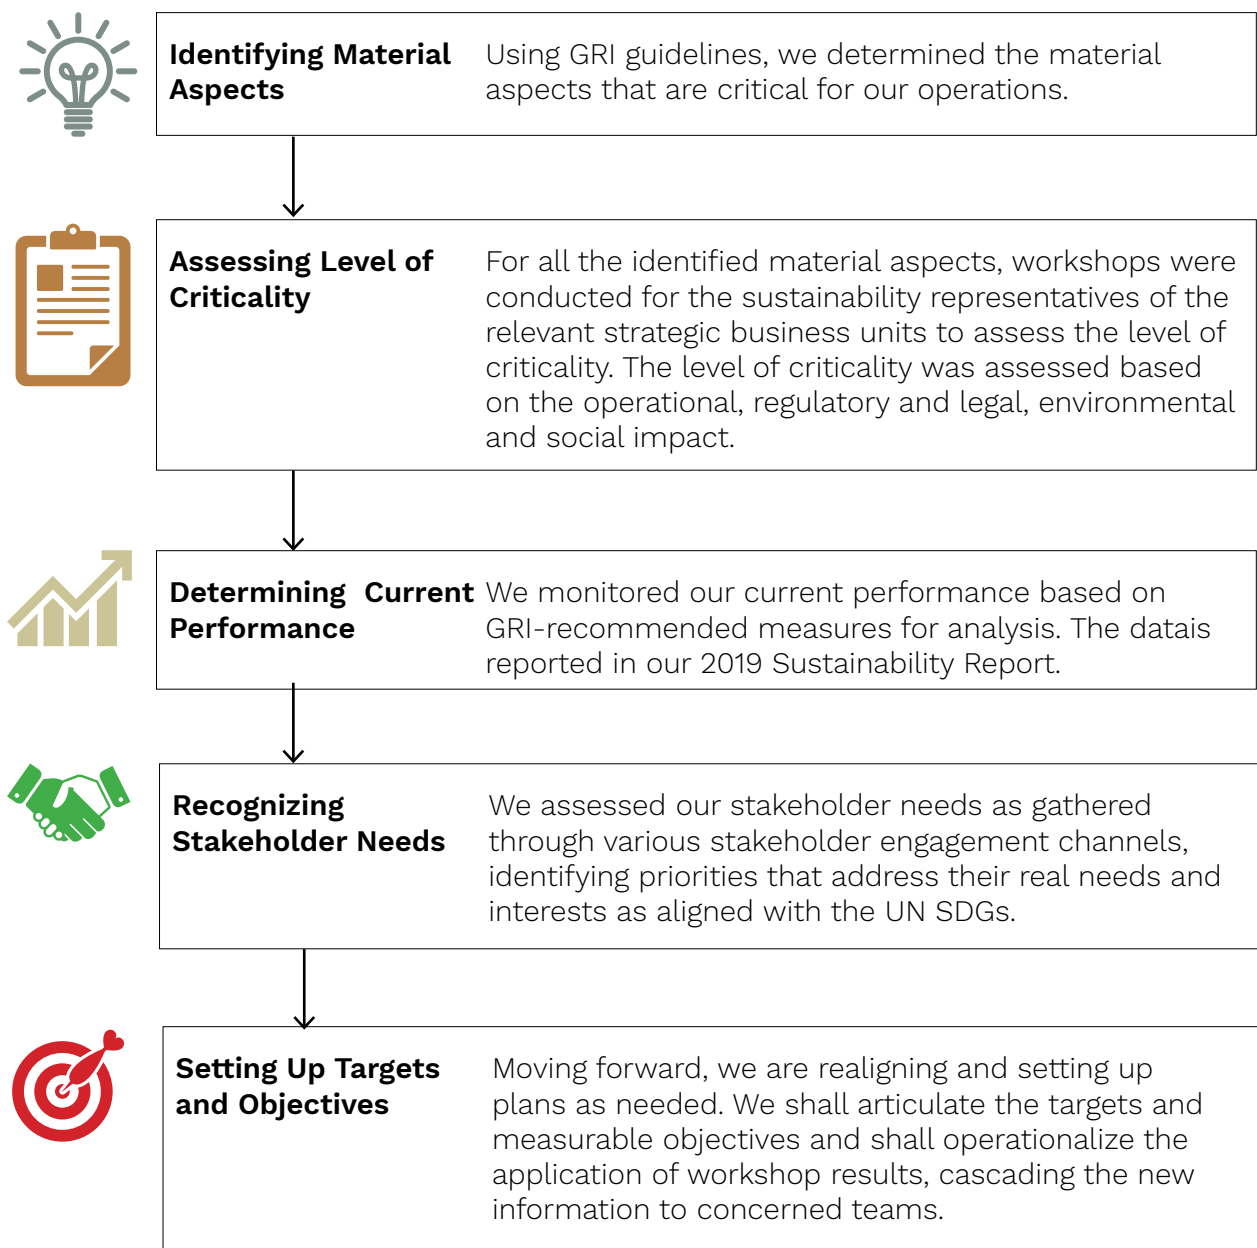 Identifying Material
Aspects
Using GRI guidelines, we determined the material
aspects that are critical for our operations.
Assessing Level of
Criticality
For all the identified material aspects, workshops were
conducted for the sustainability representatives of the
relevant strategic business units to assess the level of
criticality. The level of criticality was assessed based
on the operational, regulatory and legal, environmental
and social impact.
Determining Current
Performance
We monitored our current performance based on
GRI-recommended measures for analysis. The datais
reported in our 2019 Sustainability Report.
Recognizing
Stakeholder Needs
We assessed our stakeholder needs as gathered
through various stakeholder engagement channels,
identifying priorities that address their real needs and
interests as aligned with the UN SDGs.
Setting Up Targets
and Objectives
Moving forward, we are realigning and setting up
plans as needed. We shall articulate the targets and
measurable objectives and shall operationalize the
application of workshop results, cascading the new
information to concerned teams.